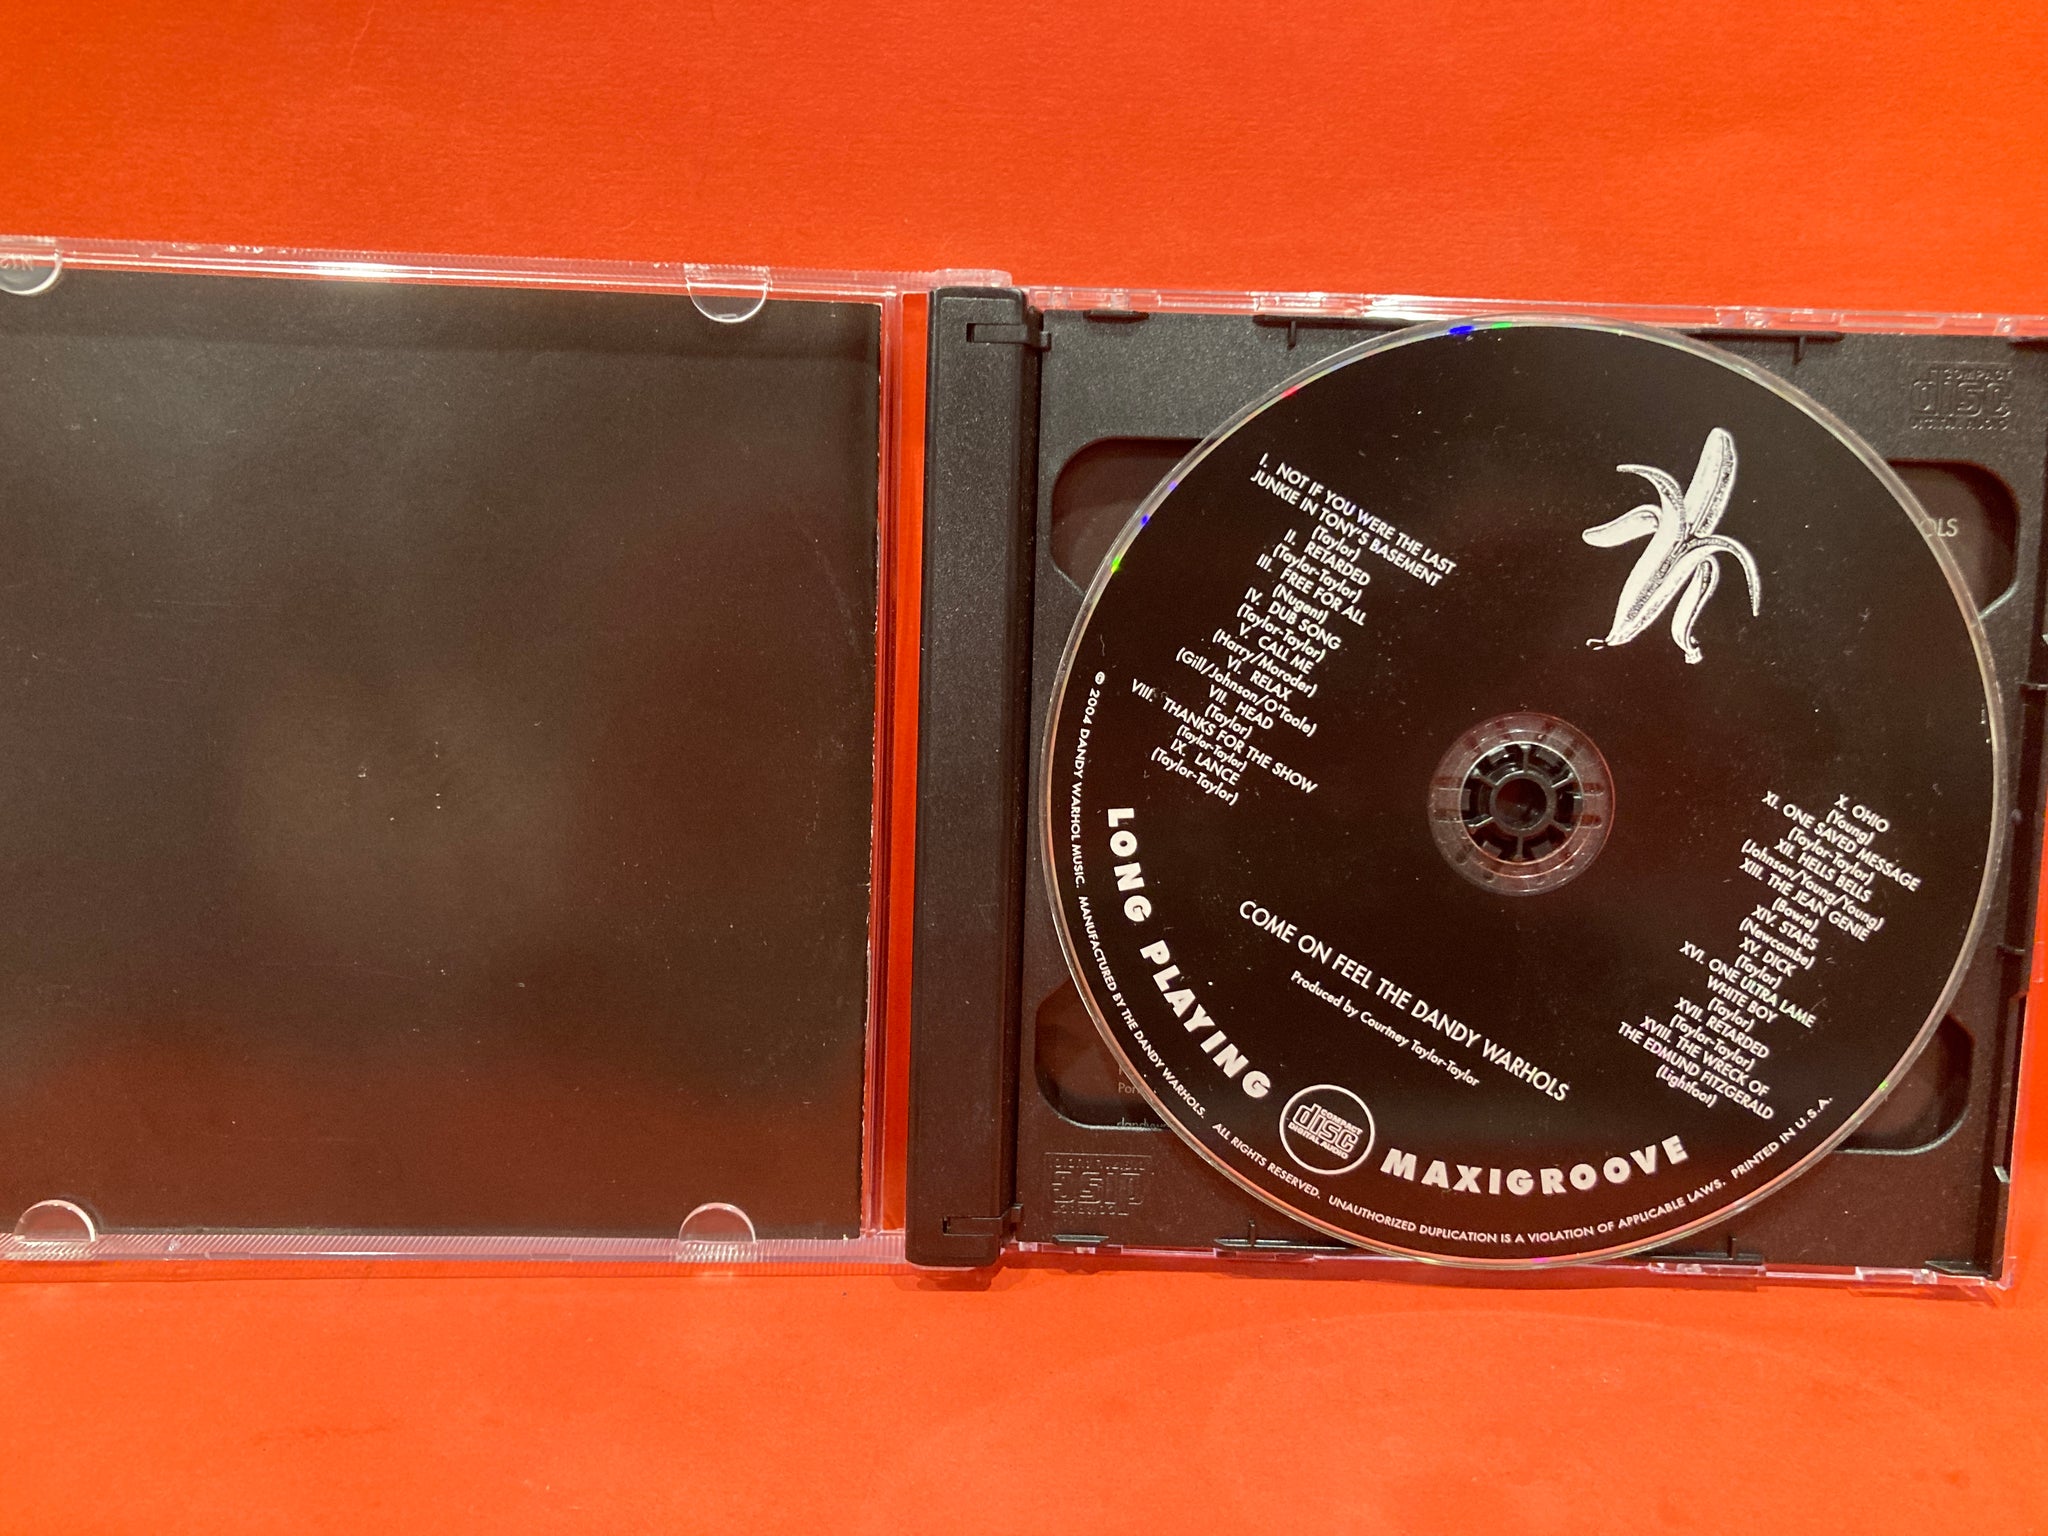 I. NOT IF YOU WERE THE LAST
JUNKIE IN TONY'S BASEMENT
(Taylor)
II. RETARDED
(Taylor-Taylor)
III. FREE FOR ALL
(Nugent)
IV. DUB SONG
(Taylor-Taylor)
V. CALL ME
(Harry/Moroder)
VI. RELAX
(Gill/Johnson/O'Toole)
VII. HEAD
(Taylor)
VIII. THANKS FOR THE SHOW
(Taylor-Taylor)
IX. LANCE
(Taylor-Taylor)
X. OHIO
(Young)
XI. ONE SAVED MESSAGE
(Taylor-Taylor)
XII. HELLS BELLS
(Johnson/Young/Young)
XIII. THE JEAN GENIE
(Bowie)
XIV. STARS
(Newcombe)
XV. DICK
(Taylor)
XVI. ONE ULTRA LAME
WHITE BOY
(Taylor)
XVII. RETARDED
(Taylor-Taylor)
XVIII. THE WRECK OF
THE EDMUND FITZGERALD
(Lightfoot)
COME ON FEEL THE DANDY WARHOLS
Produced by Courtney Taylor-Taylor
LONG PLAYING
COMPACT
disc
DIGITAL AUDIO
MAXIGROOVE
℗ 2004 DANDY WARHOL MUSIC. MANUFACTURED BY THE DANDY WARHOLS. ALL RIGHTS RESERVED. UNAUTHORIZED DUPLICATION IS A VIOLATION OF APPLICABLE LAWS. PRINTED IN U.S.A.
COMPACT
disc
DIGITAL AUDIO